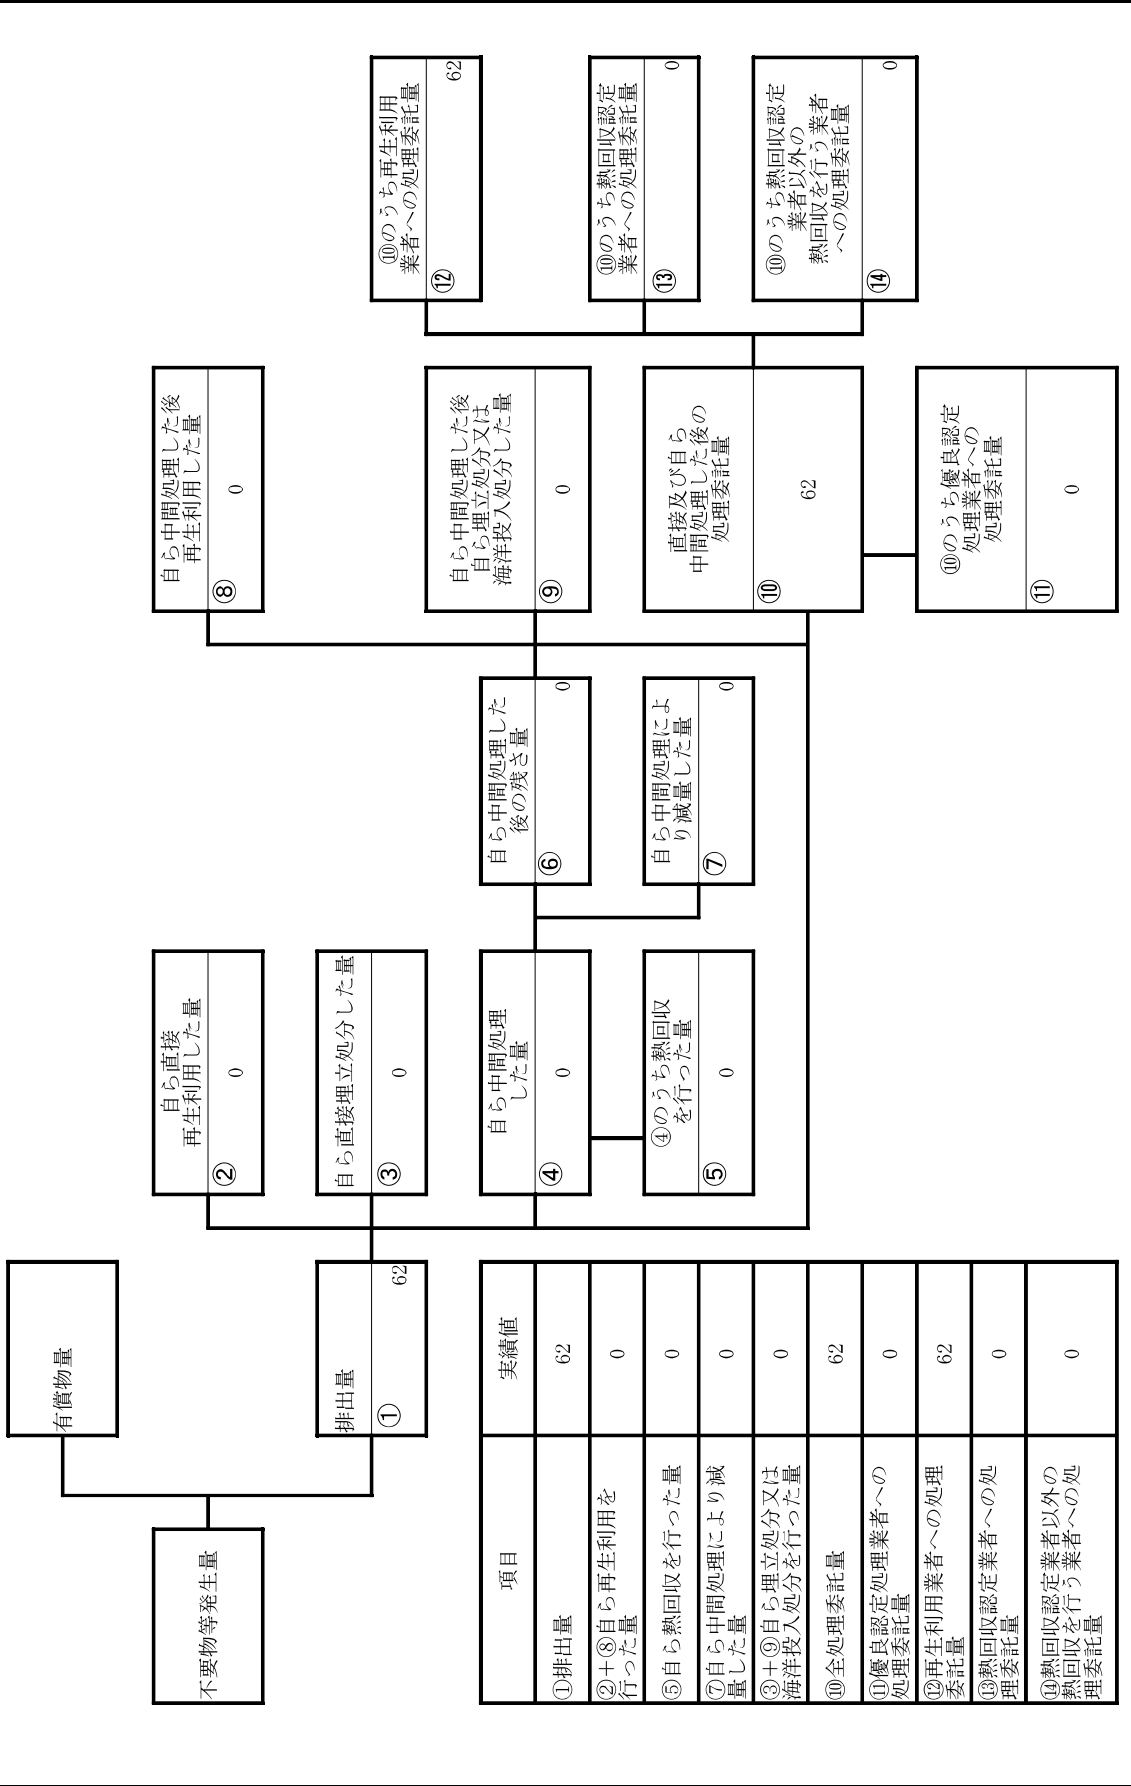 有償物量
不要物等発生量
排出量
①
62
自ら直接
再生利用した量
②
0
自ら直接埋立処分した量
③
0
自ら中間処理
した量
④
0
④のうち熱回収
を行った量
⑤
0
自ら中間処理した
後の残さ量
⑥
0
自ら中間処理によ
り減量した量
⑦
0
自ら中間処理した後
再生利用した量
⑧
0
自ら中間処理した後
自ら埋立処分又は
海洋投入処分した量
⑨
0
直接及び自ら
中間処理した後の
処理委託量
⑩
62
⑩のうち優良認定
処理業者への
処理委託量
⑪
0
⑩のうち再生利用
業者への処理委託量
⑫
62
⑩のうち熱回収認定
業者への処理委託量
⑬
0
⑩のうち熱回収認定
業者以外の
熱回収を行う業者
への処理委託量
⑭
0
項目 実績値
①排出量 62
②+⑧自ら再生利用を
行った量 0
⑤自ら熱回収を行った量 0
⑦自ら中間処理により減
量した量 0
③+⑨自ら埋立処分又は
海洋投入処分を行った量 0
⑩全処理委託量 62
⑪優良認定処理業者への
処理委託量 0
⑫再生利用業者への処理
委託量 62
⑬熱回収認定業者への処
理委託量 0
⑭熱回収認定業者以外の
熱回収を行う業者への処
理委託量 0